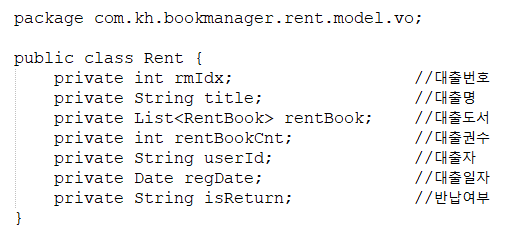 package com.kh.bookmanager.rent.model.vo;
public class Rent {
private int rmIdx; //대출번호
private String title; //대출명
private List<RentBook> rentBook; //대출도서
private int rentBookCnt; //대출권수
private String userId; //대출자
private Date regDate; //대출일자
private String isReturn; //반납여부
}